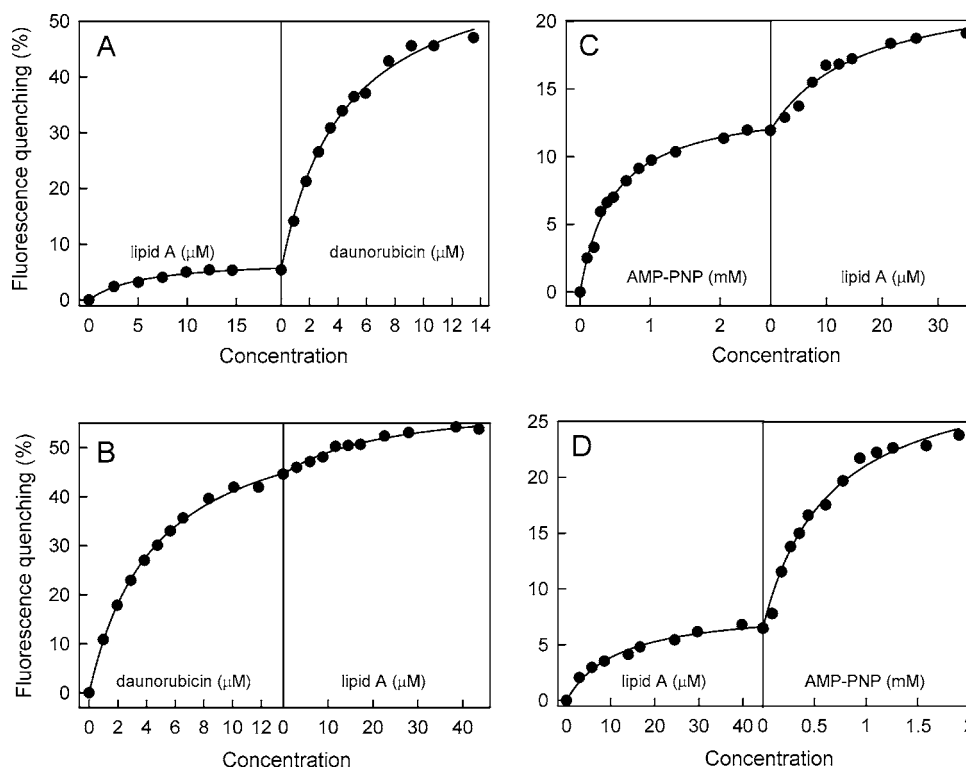 A
Fluorescence quenching (%)
50
40
30
20
10
0
lipid A (μM)
daunorubicin (μM)
0 5 10 15 0 2 4 6 8 10 12 14
Concentration
C
20
15
10
5
0
AMP-PNP (mM)
lipid A (μM)
0 1 2 0 10 20 30
Concentration
B
Fluorescence quenching (%)
50
40
30
20
10
0
daunorubicin (μM)
lipid A (μM)
0 2 4 6 8 10 12 0 10 20 30 40
Concentration
D
25
20
15
10
5
0
lipid A (μM)
AMP-PNP (mM)
0 10 20 30 40 0 0.5 1 1.5 2
Concentration